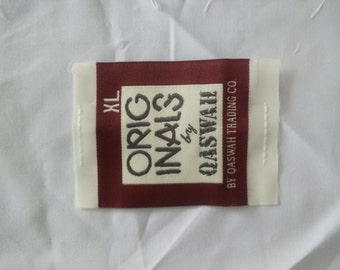 XL
ORIG
INALS
by
QASWAH
BY QASWAH TRADING CO.